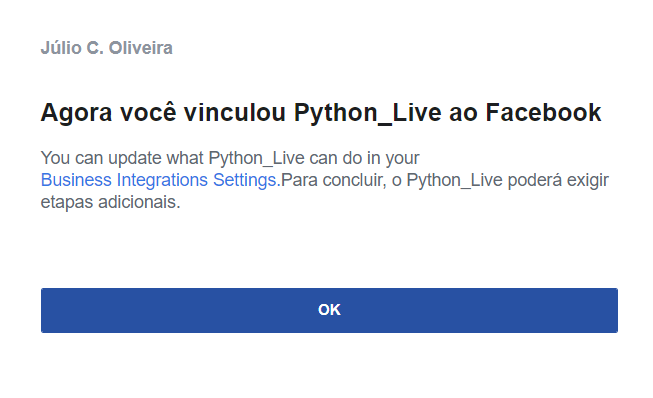 Júlio C. Oliveira
Agora você vinculou Python_Live ao Facebook
You can update what Python_Live can do in your
Business Integrations Settings.Para concluir, o Python_Live poderá exigir
etapas adicionais.
OK